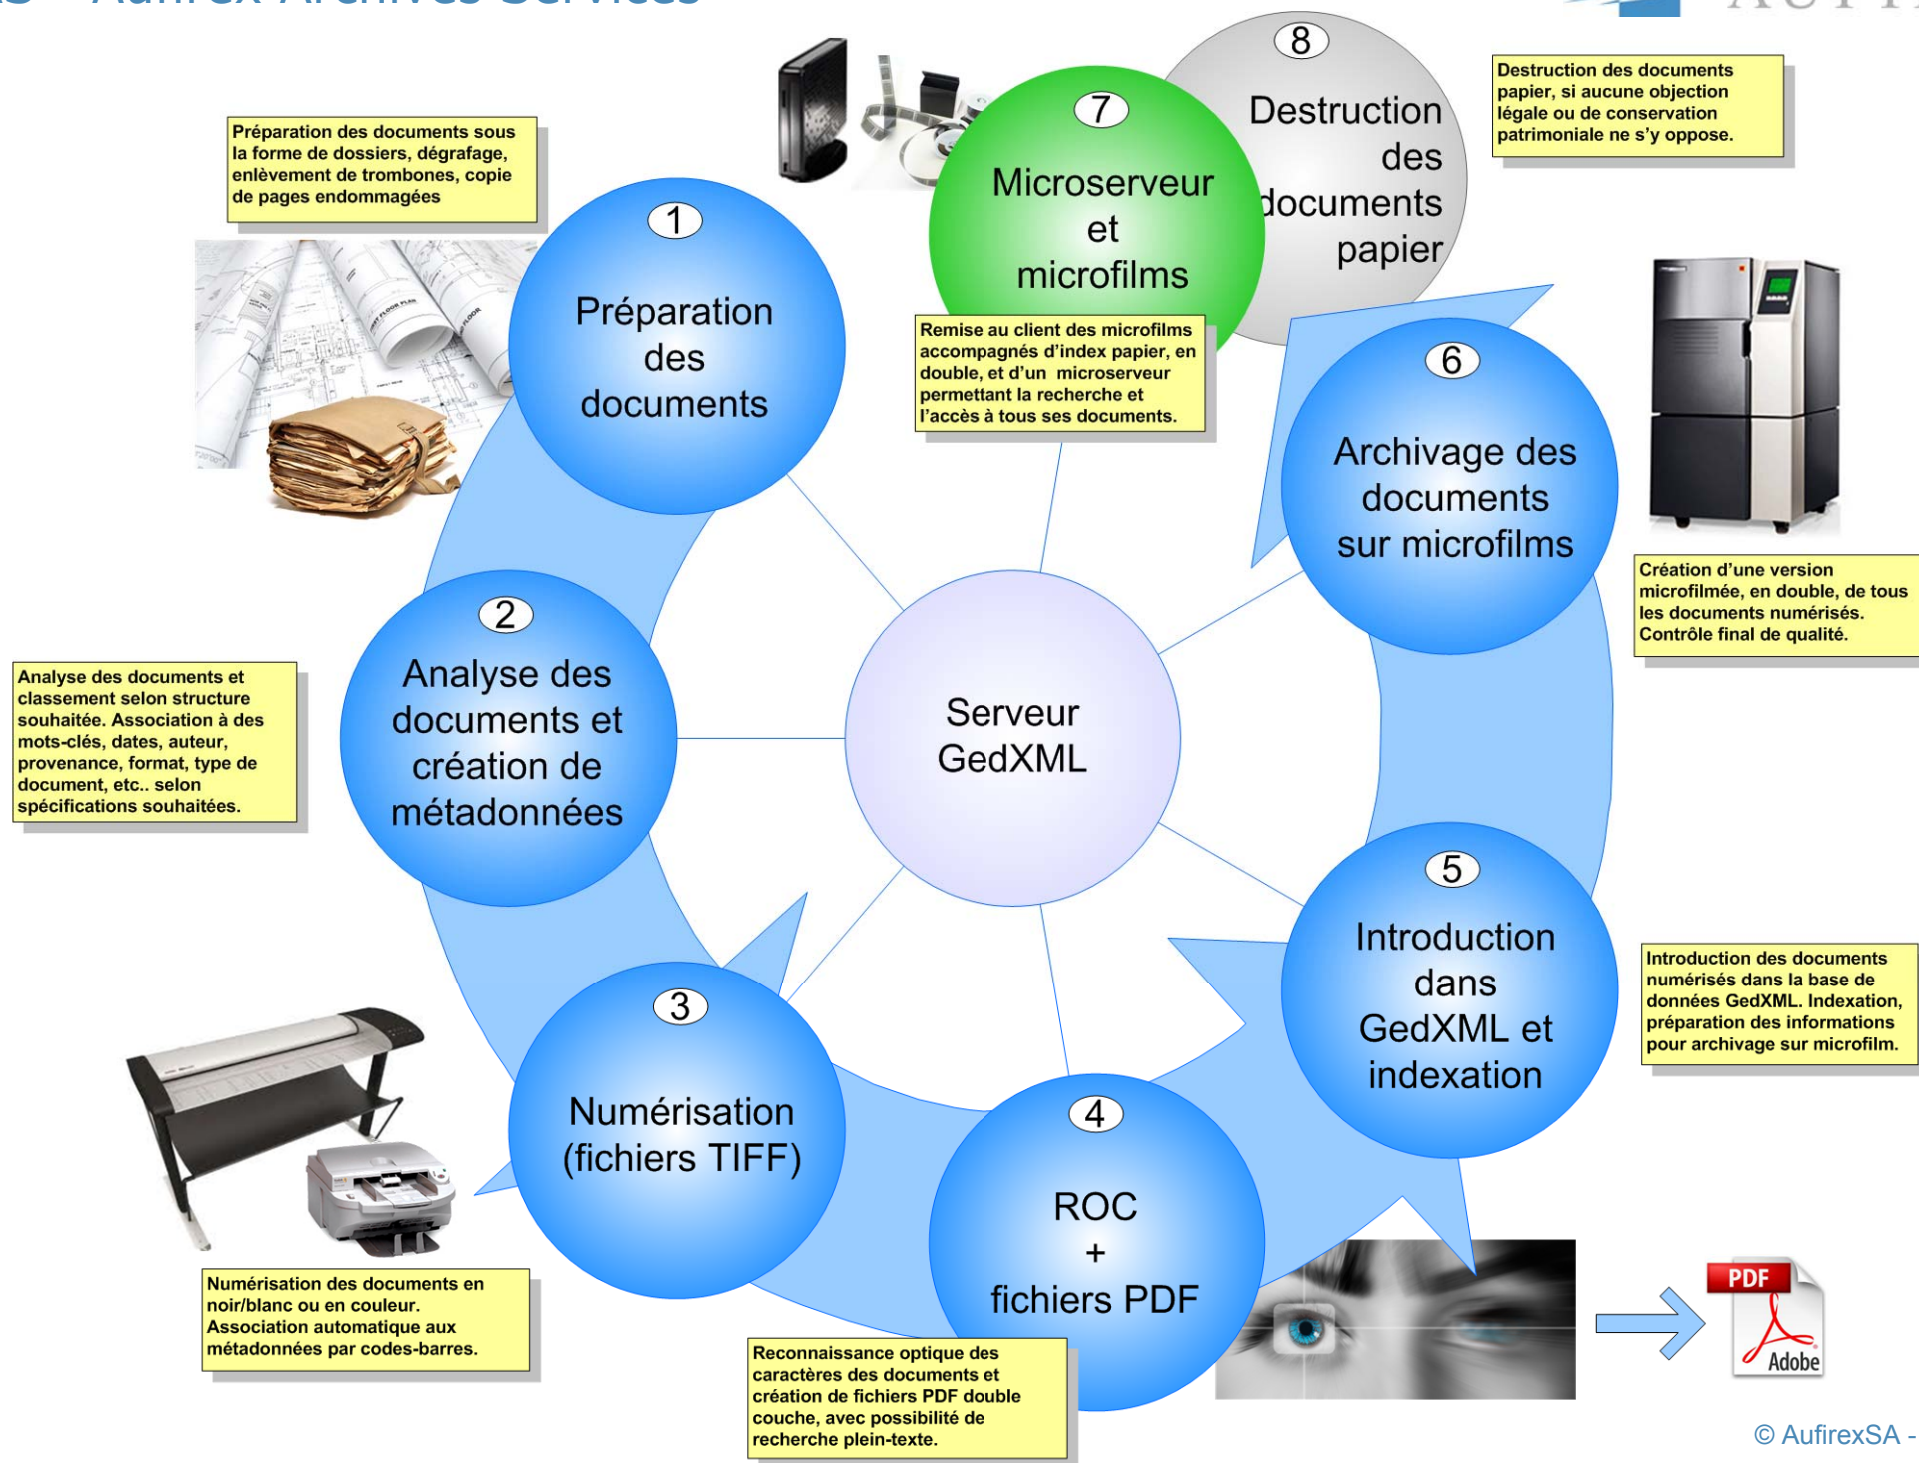 Aufirex Archives Services
Préparation des documents sous
la forme de dossiers, dégrafage,
enlèvement de trombones, copie
de pages endommagées
1
Préparation
des
documents
2
Analyse des
documents et
création de
métadonnées
Analyse des documents et
classement selon structure
souhaitée. Association à des
mots-clés, dates, auteur,
provenance, format, type de
document, etc.. selon
spécifications souhaitées.
3
Numérisation
(fichiers TIFF)
Numérisation des documents en
noir/blanc ou en couleur.
Association automatique aux
métadonnées par codes-barres.
4
ROC
+
fichiers PDF
Reconnaissance optique des
caractères des documents et
création de fichiers PDF double
couche, avec possibilité de
recherche plein-texte.
PDF
Adobe
5
Introduction
dans
GedXML et
indexation
Introduction des documents
numérisés dans la base de
données GedXML. Indexation,
préparation des informations
pour archivage sur microfilm.
6
Archivage des
documents
sur microfilms
Création d'une version
microfilmée, en double, de tous
les documents numérisés.
Contrôle final de qualité.
7
Microserveur
et
microfilms
Remise au client des microfilms
accompagnés d'index papier, en
double, et d'un  microserveur
permettant la recherche et
l'accès à tous ses documents.
8
Destruction
des
documents
papier
Destruction des documents
papier, si aucune objection
légale ou de conservation
patrimoniale ne s'y oppose.
Serveur
GedXML
© AufirexSA -